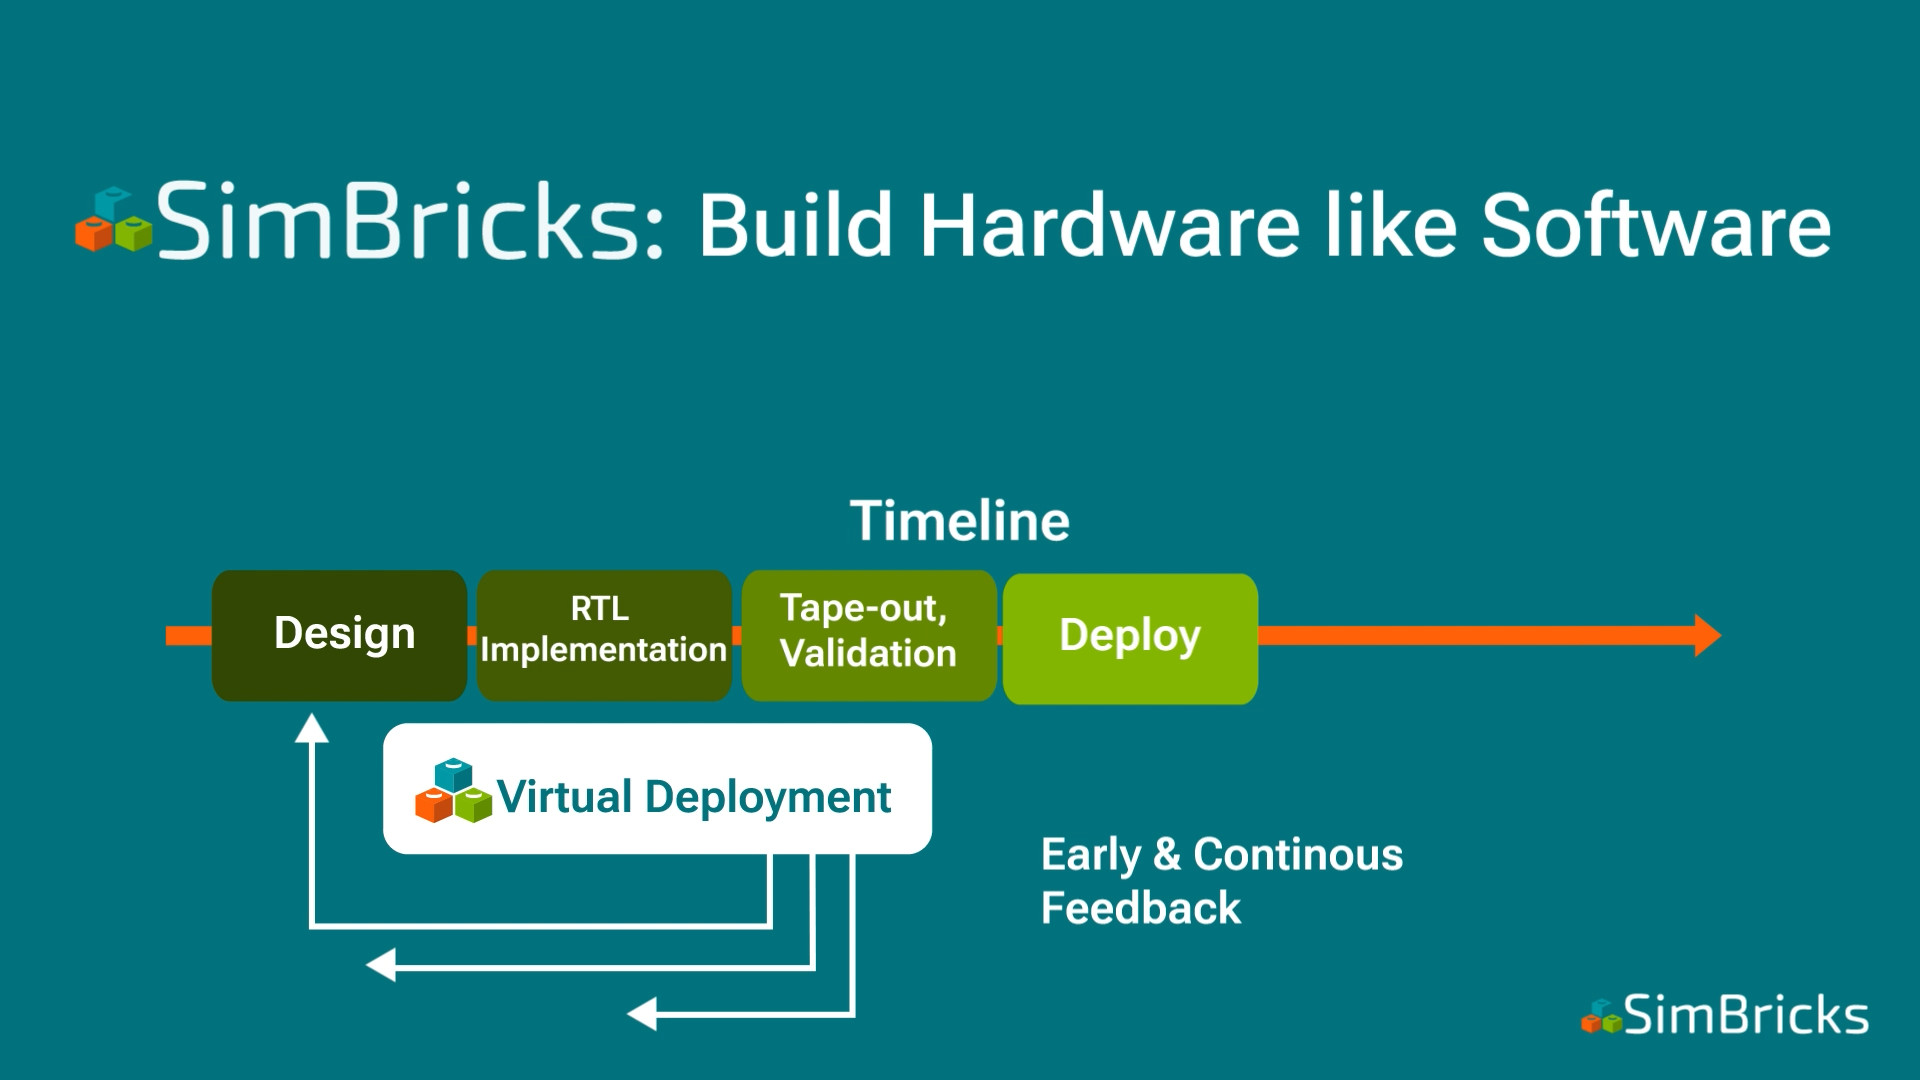 SimBricks: Build Hardware like Software
Timeline
Design
RTL
Implementation
Tape-out,
Validation
Deploy
Virtual Deployment
Early & Continous
Feedback
SimBricks